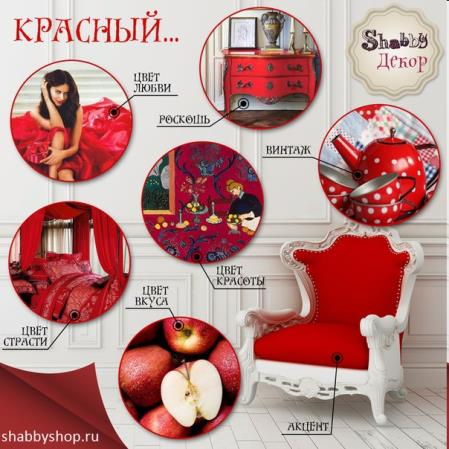 КРАСНЫЙ...
Shabby
Декор
ЦВЕТ
ЛЮБВИ
РОСКОШЬ
ВИНТАЖ
ЦВЕТ
КРАСОТЫ
ЦВЕТ
ВКУСА
ЦВЕТ
СТРАСТИ
АКЦЕНТ
shabbyshop.ru